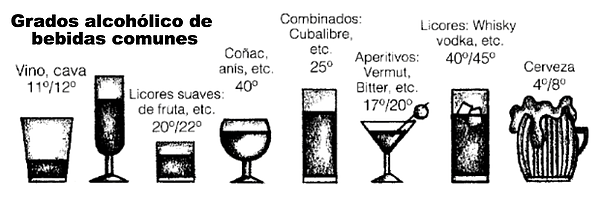 Grados alcohólico de
bebidas comunes
Vino, cava
11º/12º
Licores suaves:
de fruta, etc.
20º/22º
Coñac,
anis, etc.
40º
Combinados:
Cubalibre,
etc.
25º
Aperitivos:
Vermut,
Bitter, etc.
17º/20º
Licores: Whisky
vodka, etc.
40º/45º
Cerveza
4º/8º